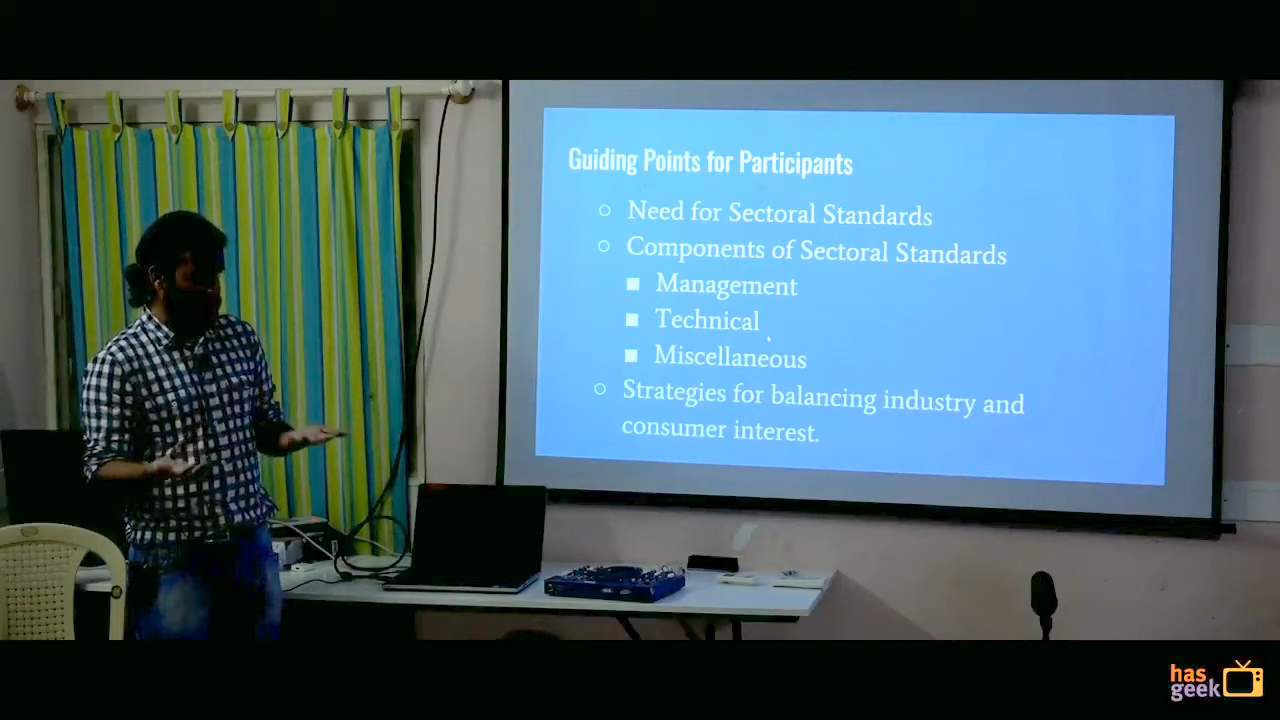 Guiding Points for Participants
Need for Sectoral Standards
Components of Sectoral Standards
Management
Technical
Miscellaneous
Strategies for balancing industry and
consumer interest.
has
geek